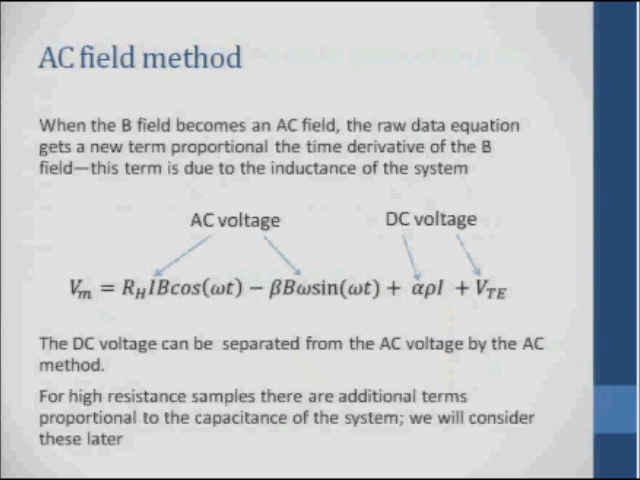 AC field method
When the B field becomes an AC field, the raw data equation
gets a new term proportional the time derivative of the B
field—this term is due to the inductance of the system
AC voltage DC voltage
V_m = R_H IBcos(ωt) − βBωsin(ωt) + αρI + V_TE
The DC voltage can be separated from the AC voltage by the AC
method.
For high resistance samples there are additional terms
proportional to the capacitance of the system; we will consider
these later